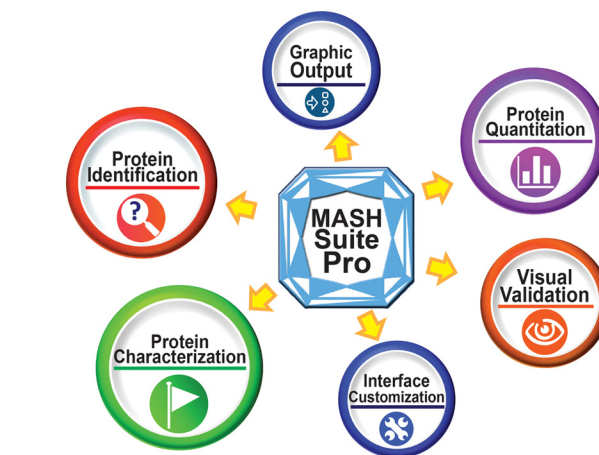 Graphic
Output
Protein
Quantitation
Protein
Identification
?
MASH
Suite
Pro
Visual
Validation
Protein
Characterization
Interface
Customization